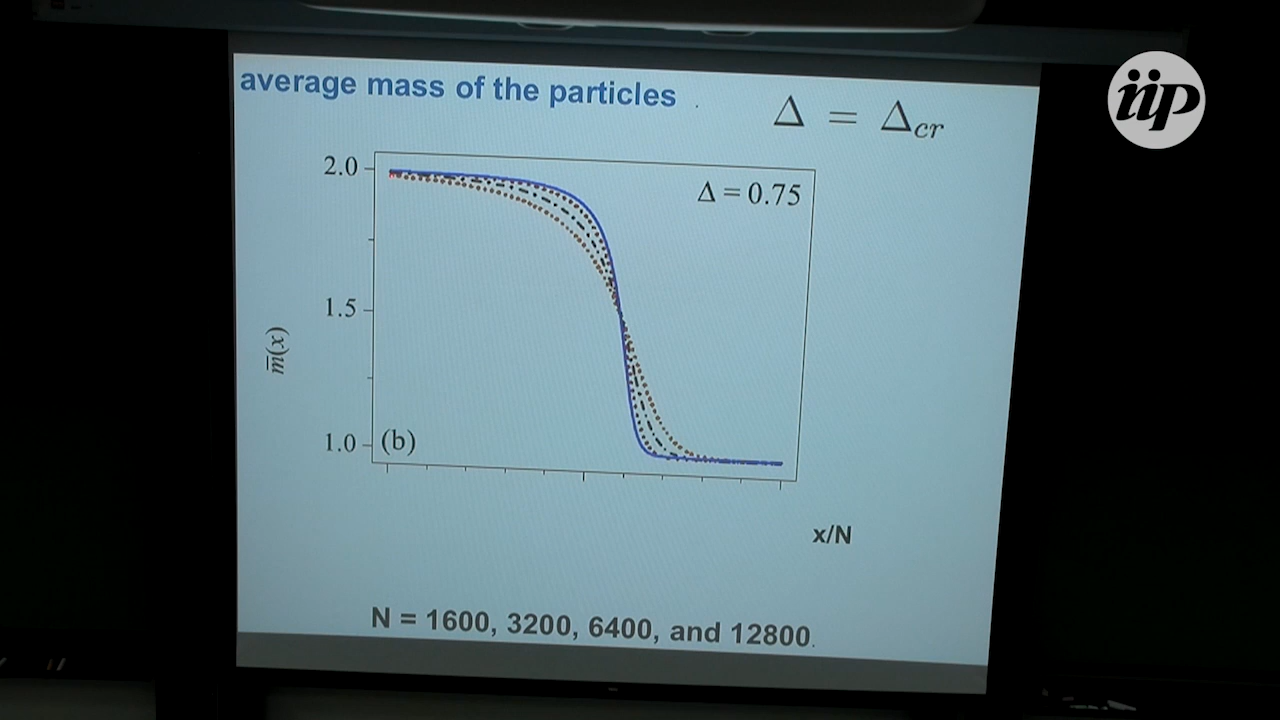 average mass of the particles
Δ = Δcr
iip
2.0
Δ = 0.75
1.5
m̅(x)
1.0
(b)
x/N
N = 1600, 3200, 6400, and 12800.